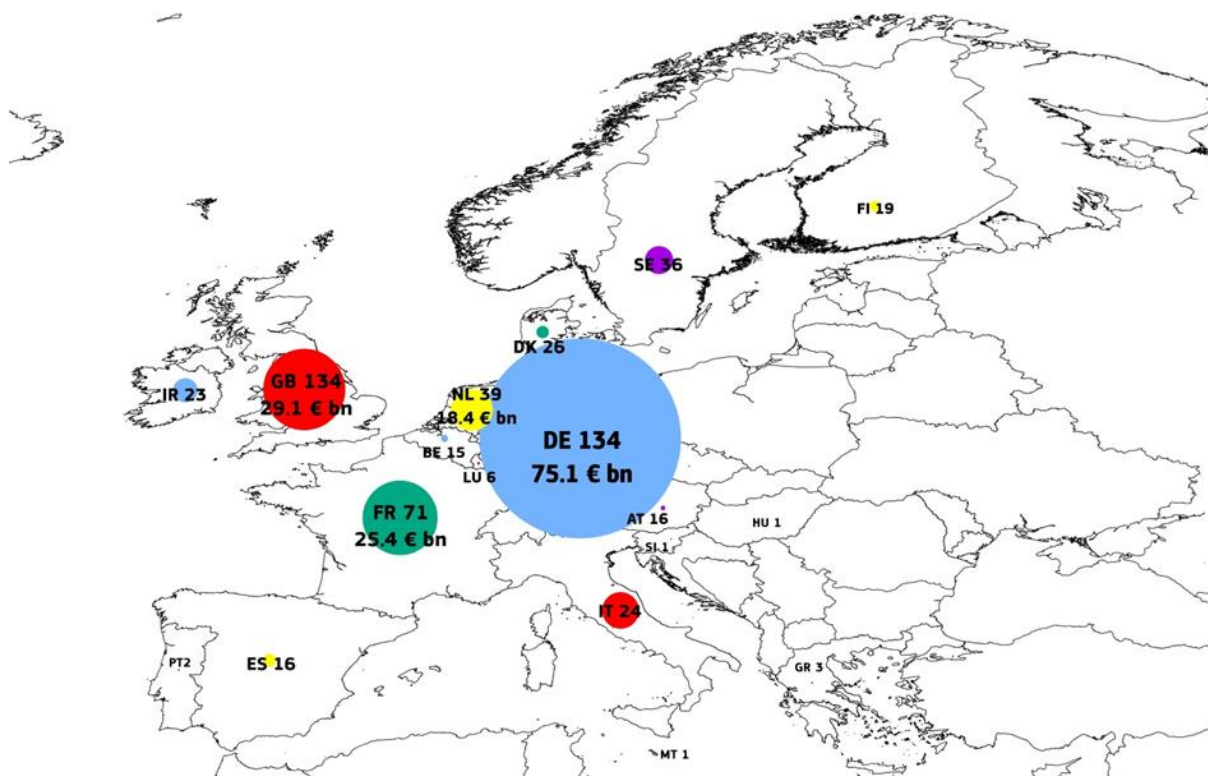 FI 19
SE 36
DK 26
GB 134
29.1 € bn
IR 23
NL 39
18.4 € bn
DE 134
75.1 € bn
BE 15
LU 6
FR 71
25.4 € bn
AT 16
HU 1
SI 1
IT 24
PT2
ES 16
GR 3
MT 1